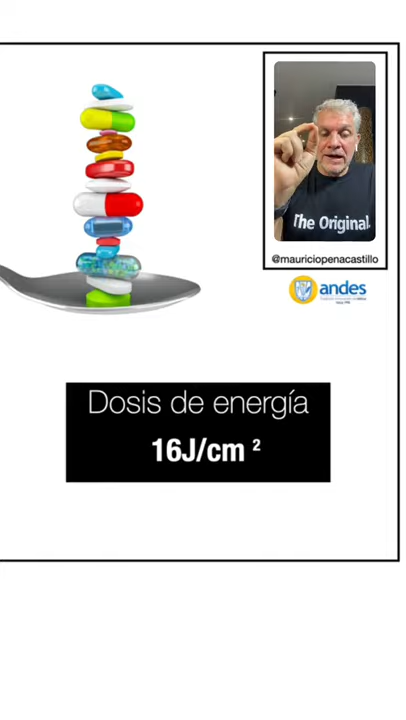 The Original.
@mauriciopenacastillo
andes
Dosis de energía
16J/cm ²